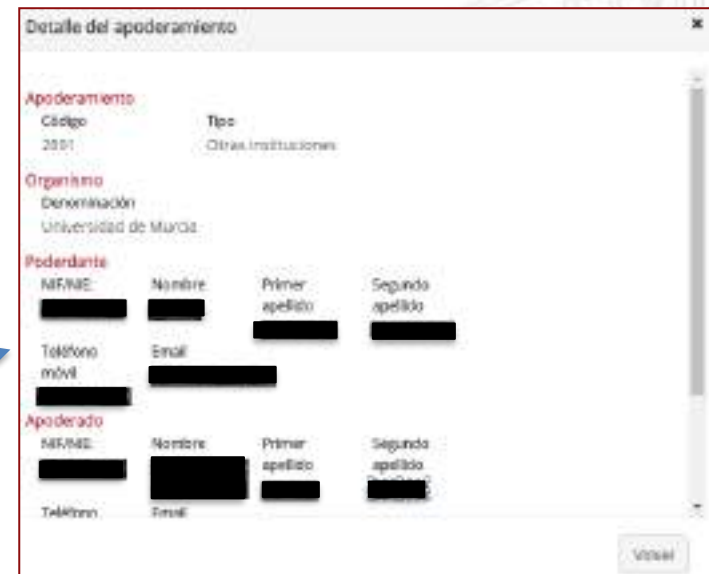 Detalle del apoderamiento ×
Apoderamiento
Código Tipo
Otras instituciones
Organismo
Denominación
Universidad de Murcia
Poderdante
NIF/NIE Nombre Primer apellido Segundo apellido
Teléfono móvil Email
Apoderado
NIF/NIE Nombre Primer apellido Segundo apellido
Teléfono Email
Volver